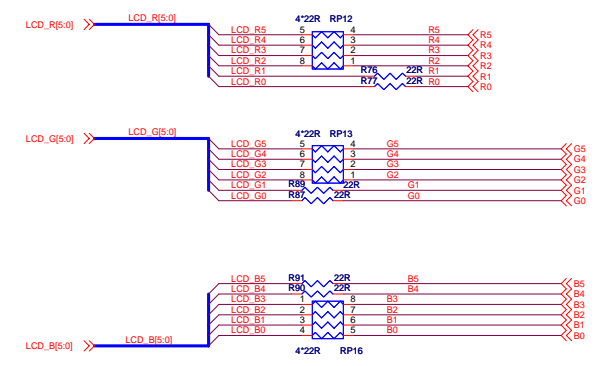 LCD_R[5:0] LCD_R[5:0] 4*22R RP12
LCD_R5 5 4 R5 R5
LCD_R4 6 3 R4 R4
LCD_R3 7 2 R3 R3
LCD_R2 8 1 R2 R2
LCD_R1 R76 22R R1 R1
LCD_R0 R77 22R R0 R0
LCD_G[5:0] LCD_G[5:0] 4*22R RP13
LCD_G5 5 4 G5 G5
LCD_G4 6 3 G4 G4
LCD_G3 7 2 G3 G3
LCD_G2 8 1 G2 G2
LCD_G1 R89 22R G1 G1
LCD_G0 R87 22R G0 G0
LCD_B5 R91 22R B5 B5
LCD_B4 R90 22R B4 B4
LCD_B3 1 8 B3 B3
LCD_B2 2 7 B2 B2
LCD_B1 3 6 B1 B1
LCD_B0 4 5 B0 B0
LCD_B[5:0] LCD_B[5:0] 4*22R RP16